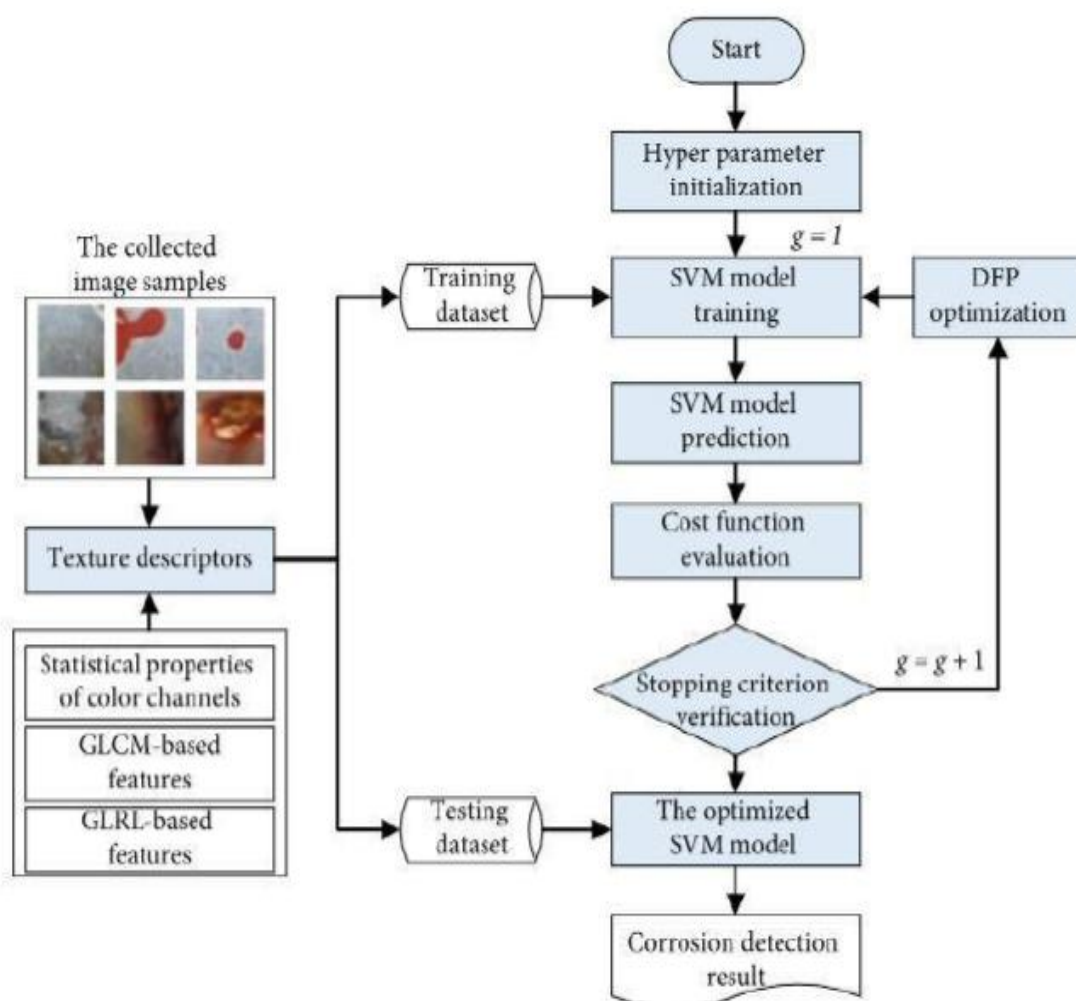 Start
Hyper parameter
initialization
g = 1
The collected
image samples
Training
dataset
SVM model
training
DFP
optimization
SVM model
prediction
Cost function
evaluation
Texture descriptors
Statistical properties
of color channels
GLCM-based
features
GLRL-based
features
Stopping criterion
verification
g = g + 1
Testing
dataset
The optimized
SVM model
Corrosion detection
result